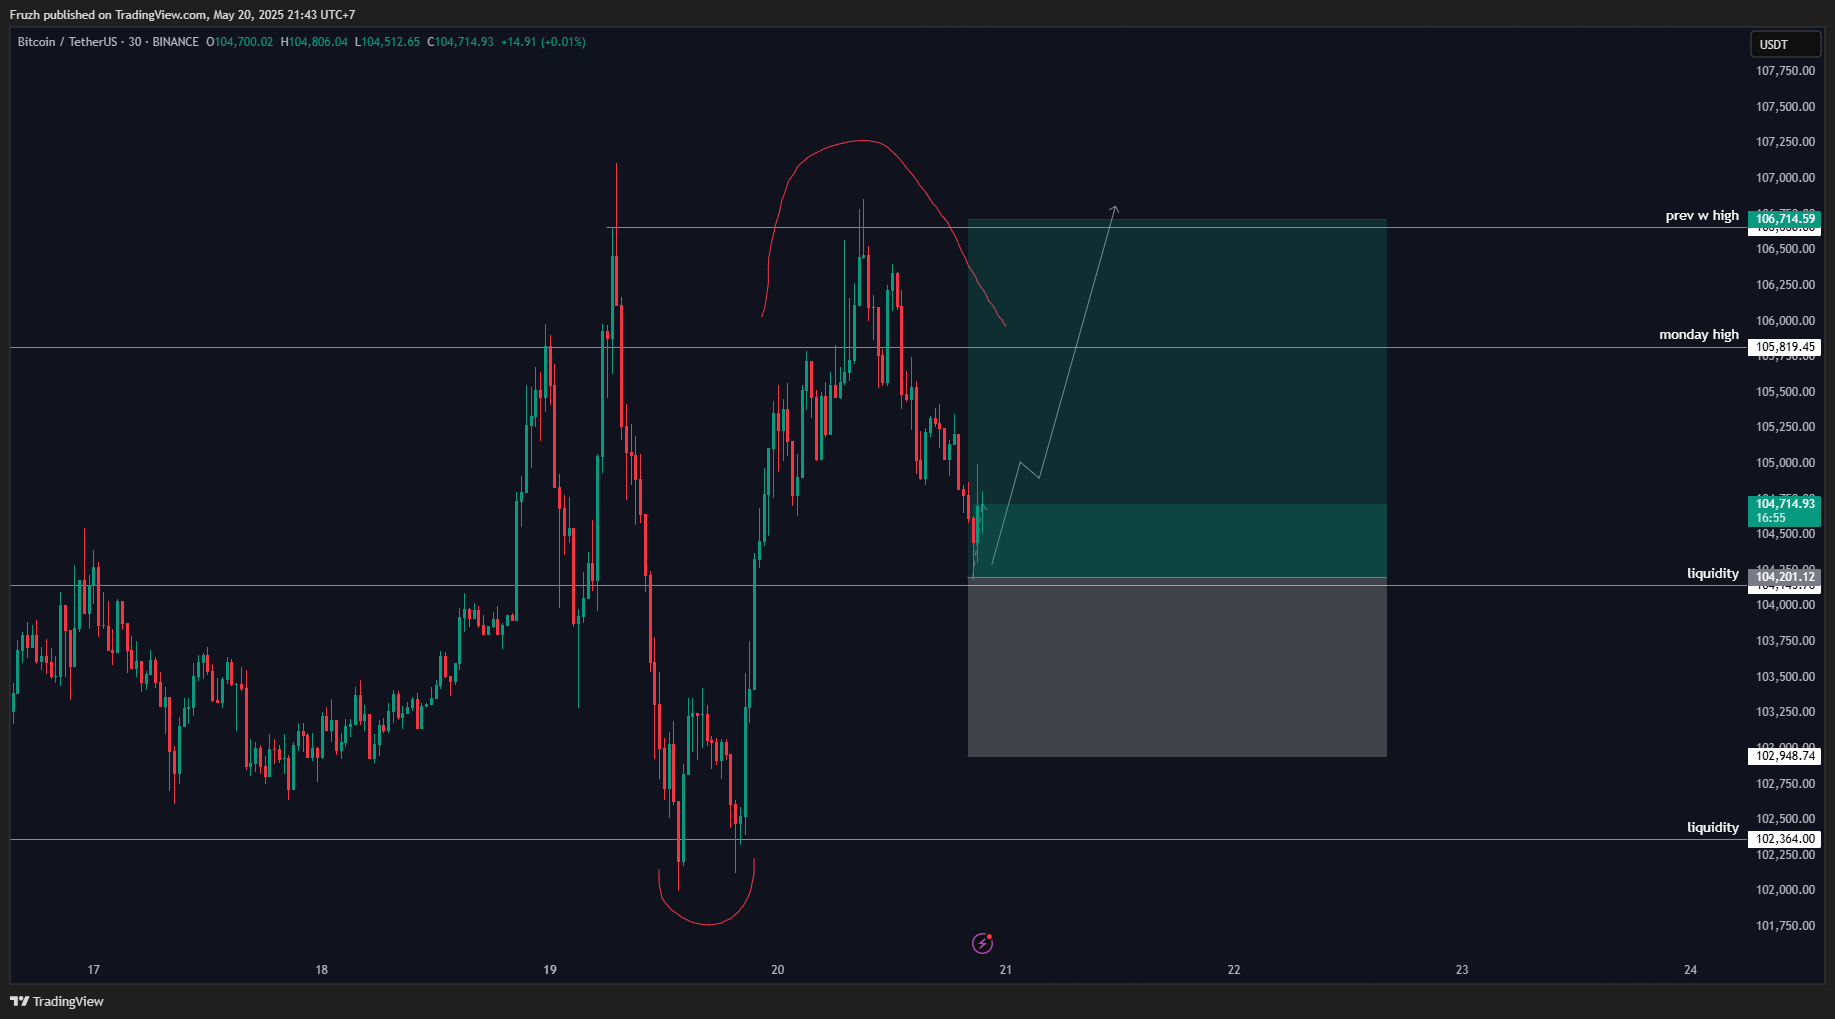 Fruzh published on TradingView.com, May 20, 2025 21:43 UTC+7
Bitcoin / TetherUS · 30 · BINANCE O104,700.02 H104,806.04 L104,512.65 C104,714.93 +14.91 (+0.01%)
USDT
107,750.00
107,500.00
107,250.00
107,000.00
prev w high 106,714.59
106,500.00
106,250.00
106,000.00
monday high 105,819.45
105,500.00
105,250.00
105,000.00
104,714.93
16:55
104,500.00
liquidity 104,201.12
104,000.00
103,750.00
103,500.00
103,250.00
102,948.74
102,750.00
102,500.00
liquidity 102,364.00
102,250.00
102,000.00
101,750.00
17 18 19 20 21 22 23 24
TradingView